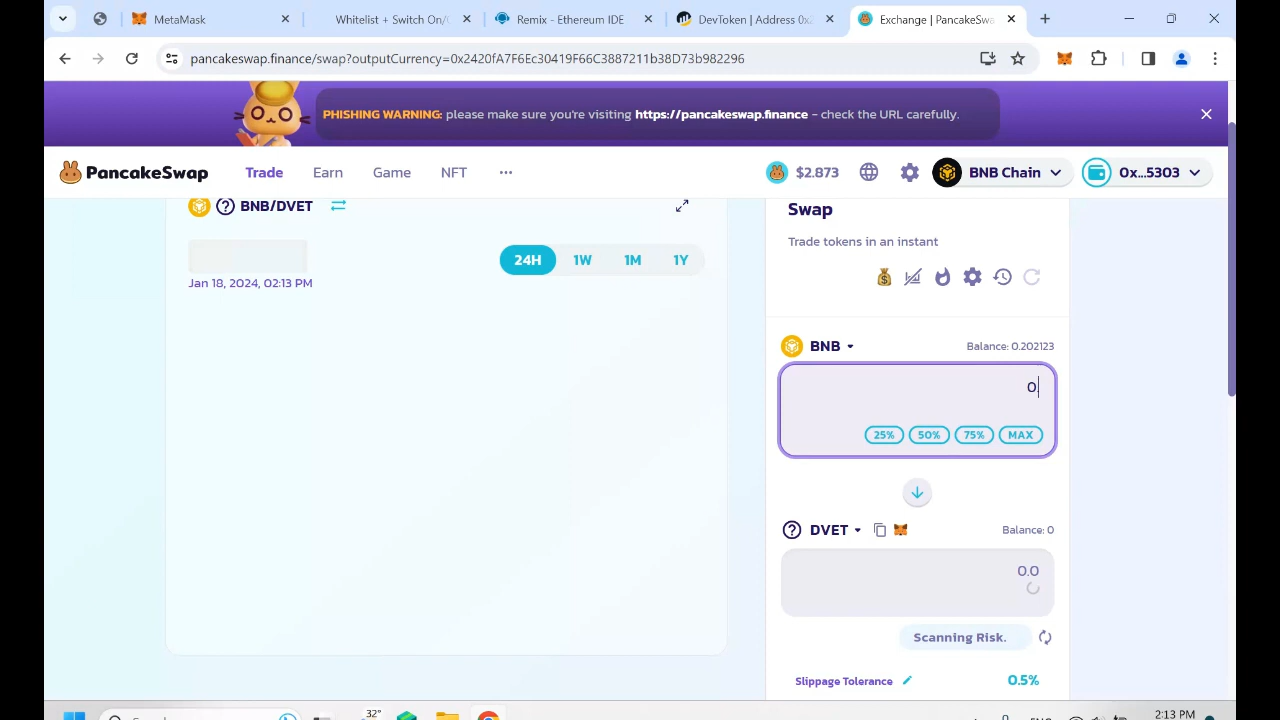 MetaMask
Whitelist + Switch On/
Remix - Ethereum IDE
DevToken | Address 0x
Exchange | PancakeSwa
pancakeswap.finance/swap?outputCurrency=0x2420fA7F6Ec30419F66C3887211b38D73b982296
PHISHING WARNING: please make sure you're visiting https://pancakeswap.finance - check the URL carefully.
PancakeSwap
Trade
Earn
Game
NFT
$2.873
BNB Chain
0x...5303
BNB/DVET
24H
1W
1M
1Y
Jan 18, 2024, 02:13 PM
Swap
Trade tokens in an instant
BNB
Balance: 0.202123
0.
25%
50%
75%
MAX
DVET
Balance: 0
0.0
Scanning Risk.
Slippage Tolerance
0.5%
32°
2:13 PM